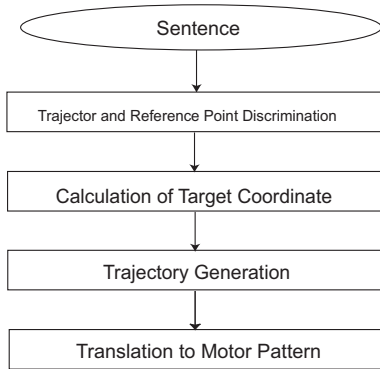 Sentence
Trajector and Reference Point Discrimination
Calculation of Target Coordinate
Trajectory Generation
Translation to Motor Pattern